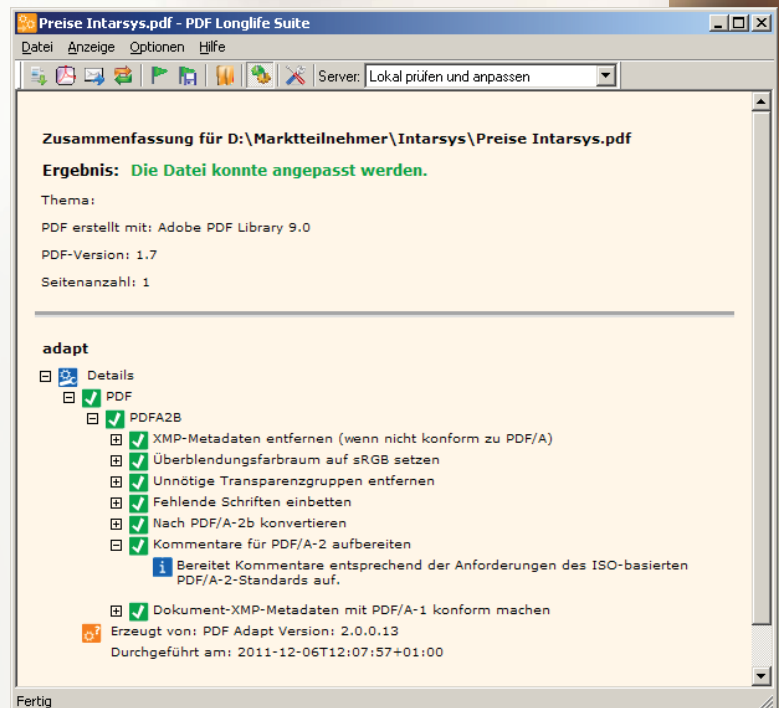 Preise Intarsys.pdf - PDF Longlife Suite
Datei Anzeige Optionen Hilfe
Server: Lokal prüfen und anpassen
Zusammenfassung für D:\Marktteilnehmer\Intarsys\Preise Intarsys.pdf
Ergebnis: Die Datei konnte angepasst werden.
Thema:
PDF erstellt mit: Adobe PDF Library 9.0
PDF-Version: 1.7
Seitenanzahl: 1
adapt
Details
PDF
PDFA2B
XMP-Metadaten entfernen (wenn nicht konform zu PDF/A)
Überblendungsfarbraum auf sRGB setzen
Unnötige Transparenzgruppen entfernen
Fehlende Schriften einbetten
Nach PDF/A-2b konvertieren
Kommentare für PDF/A-2 aufbereiten
Bereitet Kommentare entsprechend der Anforderungen des ISO-basierten
PDF/A-2-Standards auf.
Dokument-XMP-Metadaten mit PDF/A-1 konform machen
Erzeugt von: PDF Adapt Version: 2.0.0.13
Durchgeführt am: 2011-12-06T12:07:57+01:00
Fertig